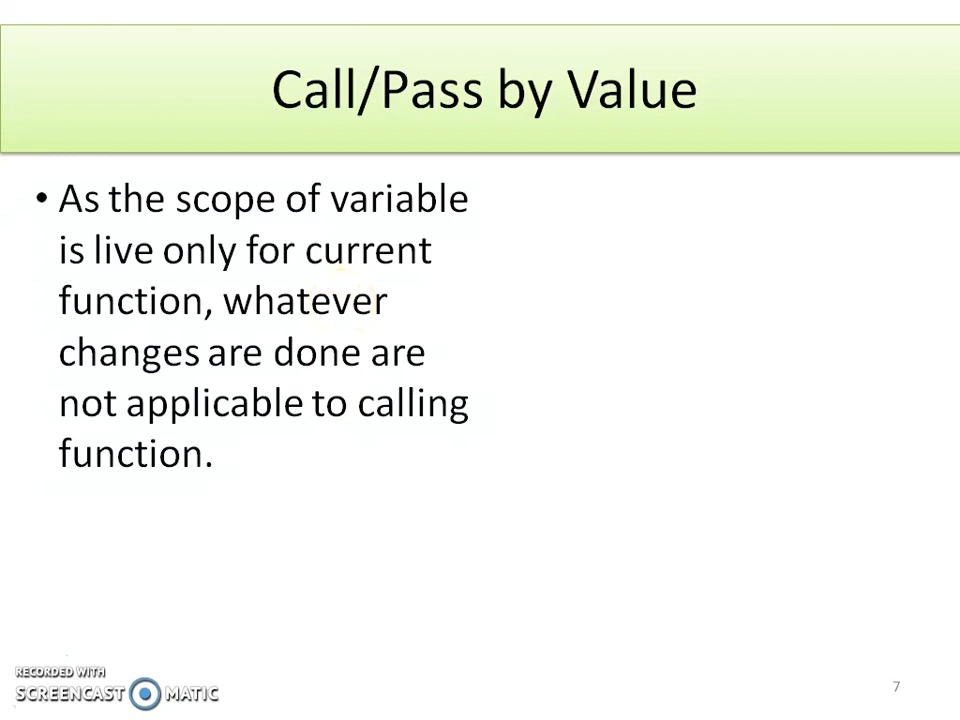 Call/Pass by Value
• As the scope of variable
is live only for current
function, whatever
changes are done are
not applicable to calling
function.
RECORDED WITH
SCREENCAST MATIC
7